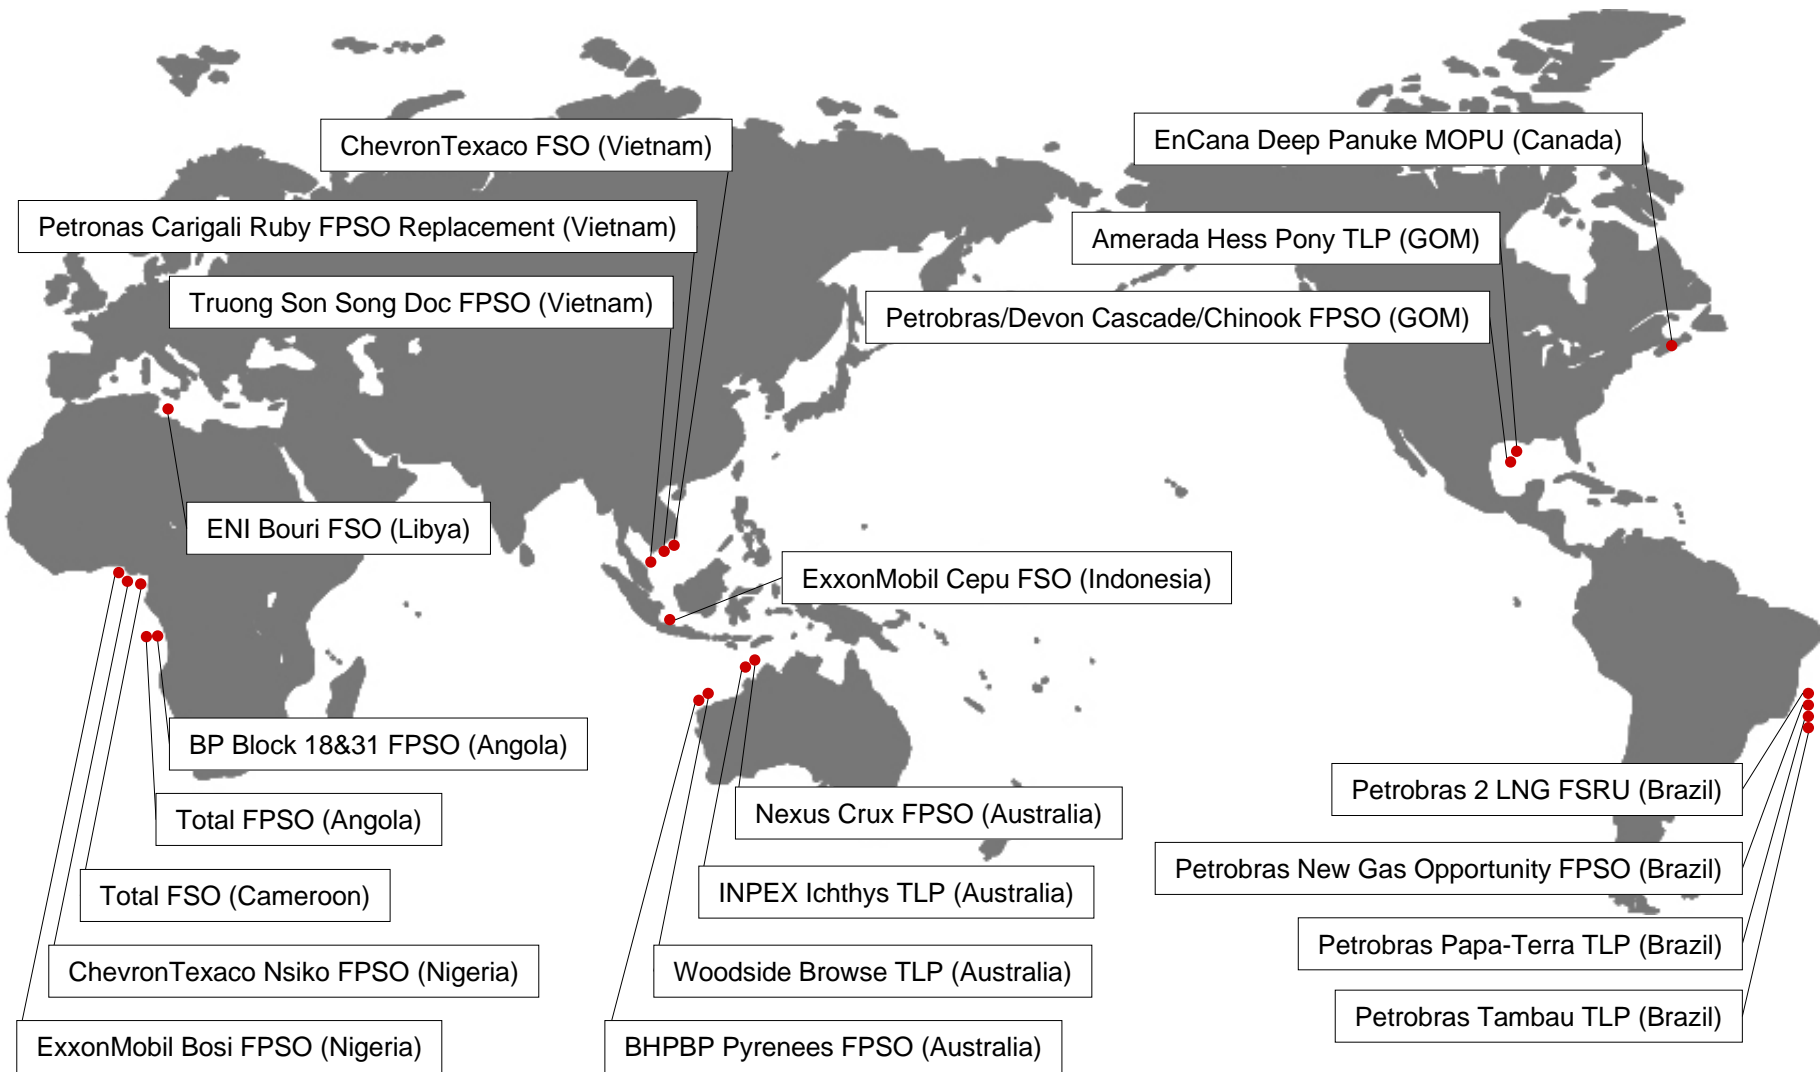 ChevronTexaco FSO (Vietnam)
EnCana Deep Panuke MOPU (Canada)
Petronas Carigali Ruby FPSO Replacement (Vietnam)
Amerada Hess Pony TLP (GOM)
Truong Son Song Doc FPSO (Vietnam)
Petrobras/Devon Cascade/Chinook FPSO (GOM)
ENI Bouri FSO (Libya)
ExxonMobil Cepu FSO (Indonesia)
BP Block 18&31 FPSO (Angola)
Petrobras 2 LNG FSRU (Brazil)
Total FPSO (Angola)
Nexus Crux FPSO (Australia)
Petrobras New Gas Opportunity FPSO (Brazil)
Total FSO (Cameroon)
INPEX Ichthys TLP (Australia)
Petrobras Papa-Terra TLP (Brazil)
ChevronTexaco Nsiko FPSO (Nigeria)
Woodside Browse TLP (Australia)
Petrobras Tambau TLP (Brazil)
ExxonMobil Bosi FPSO (Nigeria)
BHPBP Pyrenees FPSO (Australia)